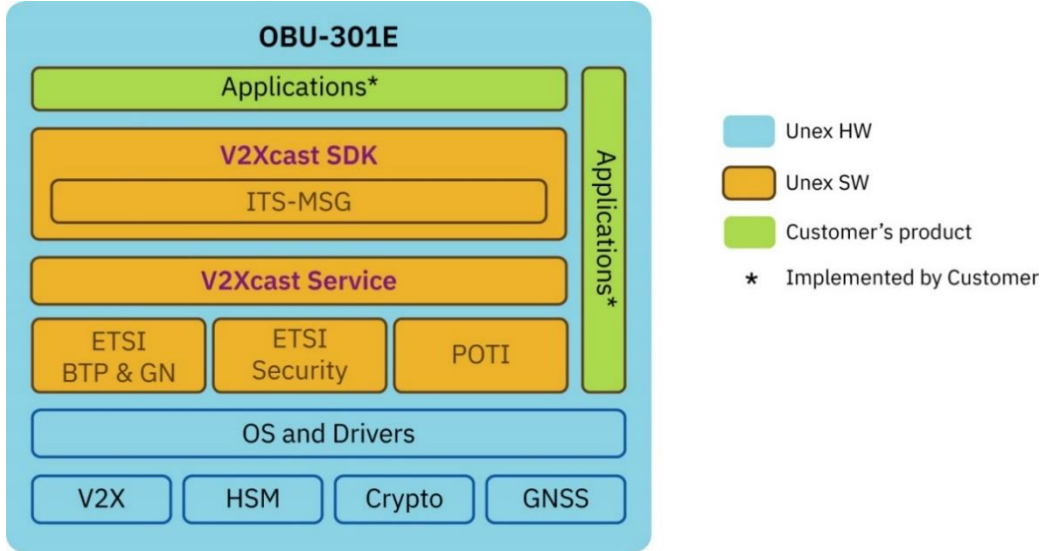 OBU-301E
Applications*
V2Xcast SDK
ITS-MSG
V2Xcast Service
ETSI
BTP & GN
ETSI
Security
POTI
Applications*
OS and Drivers
V2X
HSM
Crypto
GNSS
Unex HW
Unex SW
Customer’s product
* Implemented by Customer